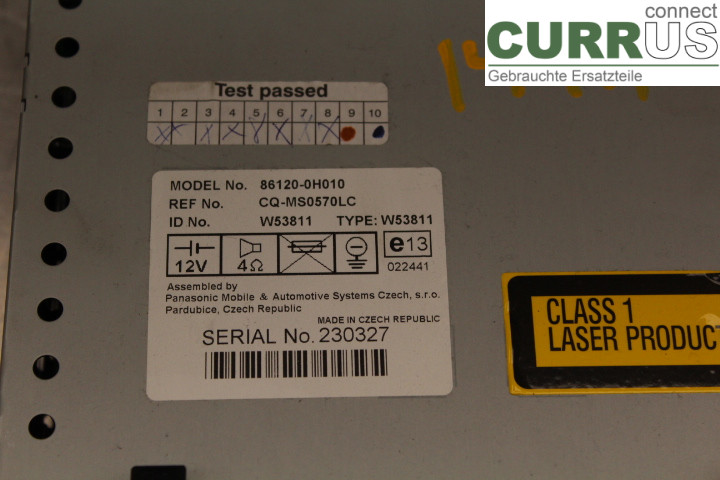 connect
CURRUS
Gebrauchte Ersatzteile
Test passed
1 2 3 4 5 6 7 8 9 10
MODEL No. 86120-0H010
REF No. CQ-MS0570LC
ID No. W53811 TYPE: W53811
12V 4Ω e13
022441
Assembled by
Panasonic Mobile & Automotive Systems Czech, s.r.o.
Pardubice, Czech Republic
MADE IN CZECH REPUBLIC
SERIAL No. 230327
CLASS 1
LASER PRODUCT